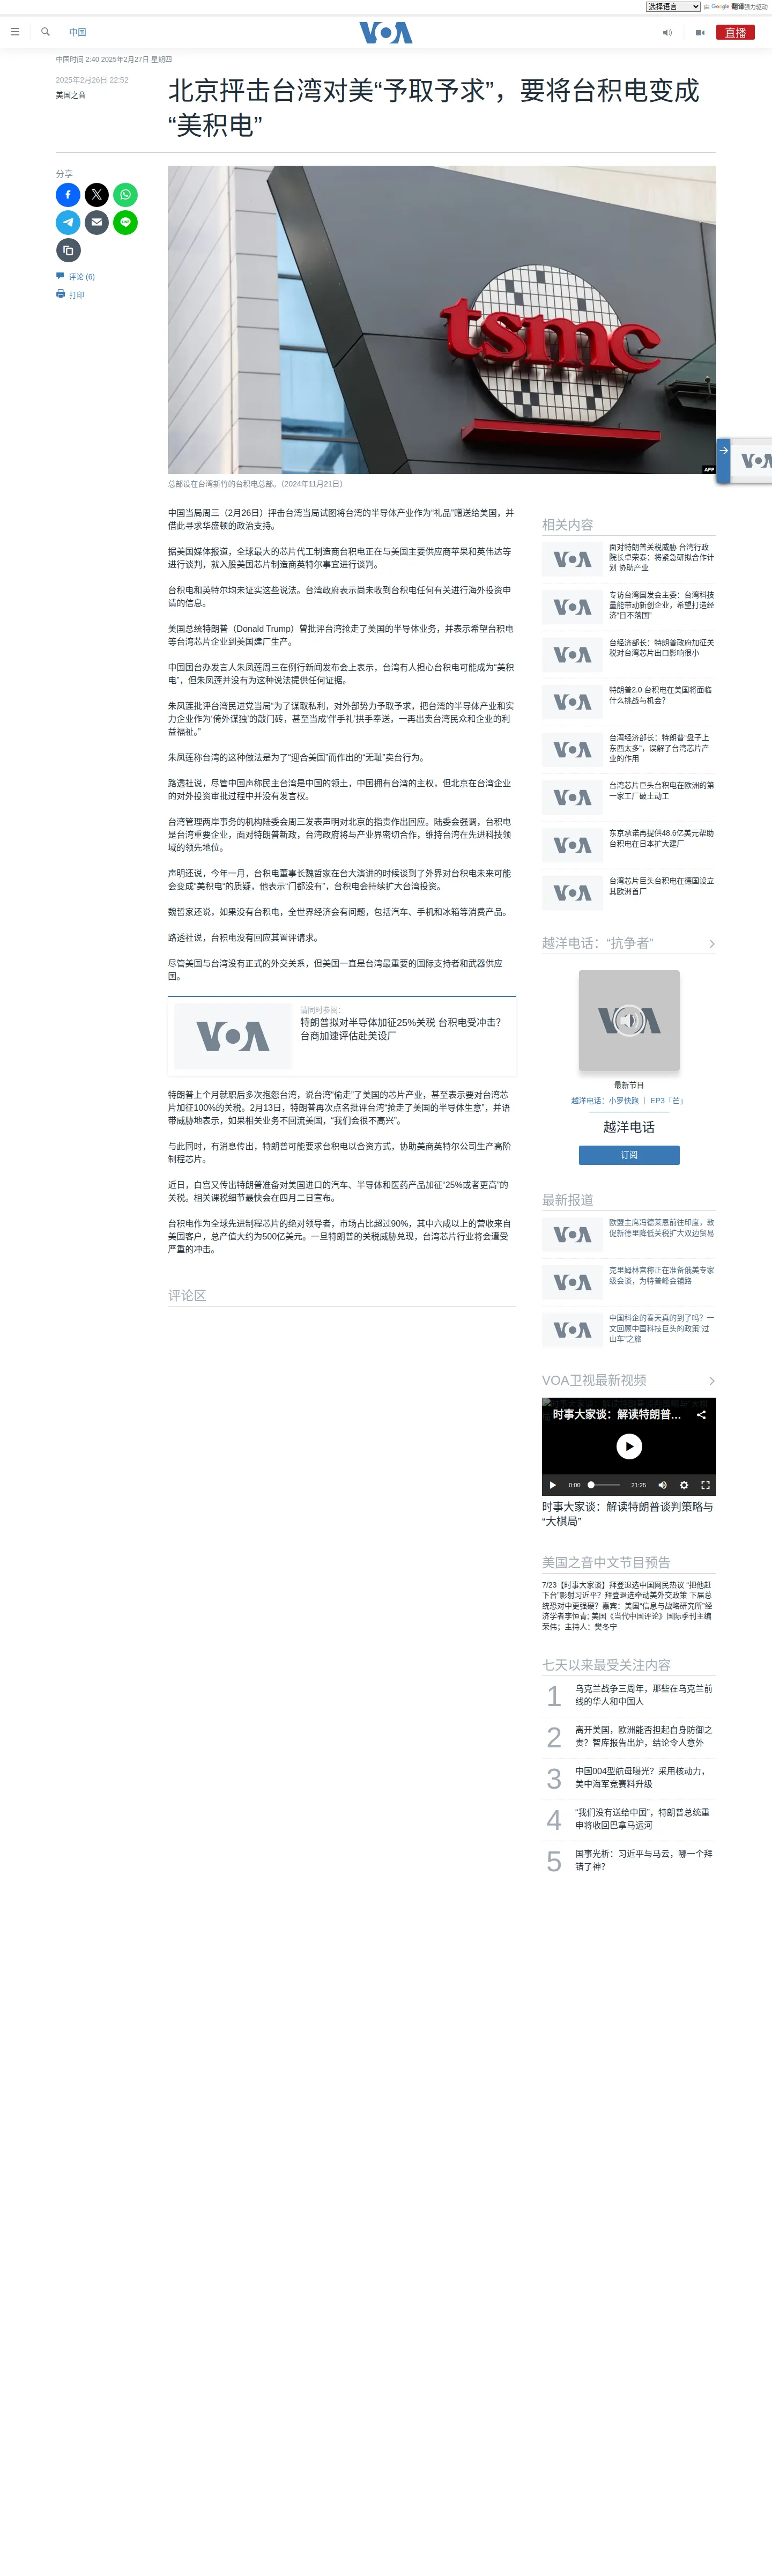 选择语言
由 Google 翻译强力驱动
中国
VOA
直播
中国时间 2:40 2025年2月27日 星期四
2025年2月26日 22:52
美国之音
北京抨击台湾对美“予取予求”，要将台积电变成
“美积电”
分享
评论 (6)
打印
tsmc
AFP
VOA
总部设在台湾新竹的台积电总部。（2024年11月21日）
中国当局周三（2月26日）抨击台湾当局试图将台湾的半导体产业作为“礼品”赠送给美国，并
借此寻求华盛顿的政治支持。
据美国媒体报道，全球最大的芯片代工制造商台积电正在与美国主要供应商苹果和英伟达等
进行谈判，就入股美国芯片制造商英特尔事宜进行谈判。
台积电和英特尔均未证实这些说法。台湾政府表示尚未收到台积电任何有关进行海外投资申
请的信息。
美国总统特朗普（Donald Trump）曾批评台湾抢走了美国的半导体业务，并表示希望台积电
等台湾芯片企业到美国建厂生产。
中国国台办发言人朱凤莲周三在例行新闻发布会上表示，台湾有人担心台积电可能成为“美积
电”，但朱凤莲并没有为这种说法提供任何证据。
朱凤莲批评台湾民进党当局“为了谋取私利，对外部势力予取予求，把台湾的半导体产业和实
力企业作为‘倚外谋独’的敲门砖，甚至当成‘伴手礼’拱手奉送，一再出卖台湾民众和企业的利
益福祉。”
朱凤莲称台湾的这种做法是为了“迎合美国”而作出的“无耻”卖台行为。
路透社说，尽管中国声称民主台湾是中国的领土，中国拥有台湾的主权，但北京在台湾企业
的对外投资审批过程中并没有发言权。
台湾管理两岸事务的机构陆委会周三发表声明对北京的指责作出回应。陆委会强调，台积电
是台湾重要企业，面对特朗普新政，台湾政府将与产业界密切合作，维持台湾在先进科技领
域的领先地位。
声明还说，今年一月，台积电董事长魏哲家在台大演讲的时候谈到了外界对台积电未来可能
会变成“美积电“的质疑，他表示“门都没有”，台积电会持续扩大台湾投资。
魏哲家还说，如果没有台积电，全世界经济会有问题，包括汽车、手机和冰箱等消费产品。
路透社说，台积电没有回应其置评请求。
尽管美国与台湾没有正式的外交关系，但美国一直是台湾最重要的国际支持者和武器供应
国。
VOA
请同时参阅：
特朗普拟对半导体加征25%关税 台积电受冲击？
台商加速评估赴美设厂
特朗普上个月就职后多次抱怨台湾，说台湾“偷走”了美国的芯片产业，甚至表示要对台湾芯
片加征100%的关税。2月13日，特朗普再次点名批评台湾“抢走了美国的半导体生意”，并语
带威胁地表示，如果相关业务不回流美国，“我们会很不高兴”。
与此同时，有消息传出，特朗普可能要求台积电以合资方式，协助美商英特尔公司生产高阶
制程芯片。
近日，白宫又传出特朗普准备对美国进口的汽车、半导体和医药产品加征“25%或者更高”的
关税。相关课税细节最快会在四月二日宣布。
台积电作为全球先进制程芯片的绝对领导者，市场占比超过90%，其中六成以上的营收来自
美国客户，总产值大约为500亿美元。一旦特朗普的关税威胁兑现，台湾芯片行业将会遭受
严重的冲击。
评论区
相关内容
VOA
面对特朗普关税威胁 台湾行政
院长卓荣泰：将紧急研拟合作计
划 协助产业
VOA
专访台湾国发会主委：台湾科技
量能带动新创企业，希望打造经
济“日不落国”
VOA
台经济部长：特朗普政府加征关
税对台湾芯片出口影响很小
VOA
特朗普2.0 台积电在美国将面临
什么挑战与机会？
VOA
台湾经济部长：特朗普“盘子上
东西太多”，误解了台湾芯片产
业的作用
VOA
台湾芯片巨头台积电在欧洲的第
一家工厂破土动工
VOA
东京承诺再提供48.6亿美元帮助
台积电在日本扩大建厂
VOA
台湾芯片巨头台积电在德国设立
其欧洲首厂
越洋电话：“抗争者”
VOA
最新节目
越洋电话：小罗快跑 ｜ EP3「芒」
越洋电话
订阅
最新报道
VOA
欧盟主席冯德莱恩前往印度，敦
促新德里降低关税扩大双边贸易
VOA
克里姆林宫称正在准备俄美专家
级会谈，为特普峰会铺路
VOA
中国科企的春天真的到了吗？一
文回顾中国科技巨头的政策“过
山车”之旅
VOA卫视最新视频
时事大家谈：解读特朗普…
0:00
21:25
时事大家谈：解读特朗普谈判策略与
“大棋局”
美国之音中文节目预告
7/23【时事大家谈】拜登退选中国网民热议 “把他赶
下台”影射习近平？拜登退选牵动美外交政策 下届总
统恐对中更强硬？嘉宾：美国“信息与战略研究所”经
济学者李恒青; 美国《当代中国评论》国际季刊主编
荣伟；主持人：樊冬宁
七天以来最受关注内容
1
乌克兰战争三周年，那些在乌克兰前
线的华人和中国人
2
离开美国，欧洲能否担起自身防御之
责？智库报告出炉，结论令人意外
3
中国004型航母曝光？采用核动力，
美中海军竞赛料升级
4
“我们没有送给中国”，特朗普总统重
申将收回巴拿马运河
5
国事光析：习近平与马云，哪一个拜
错了神？